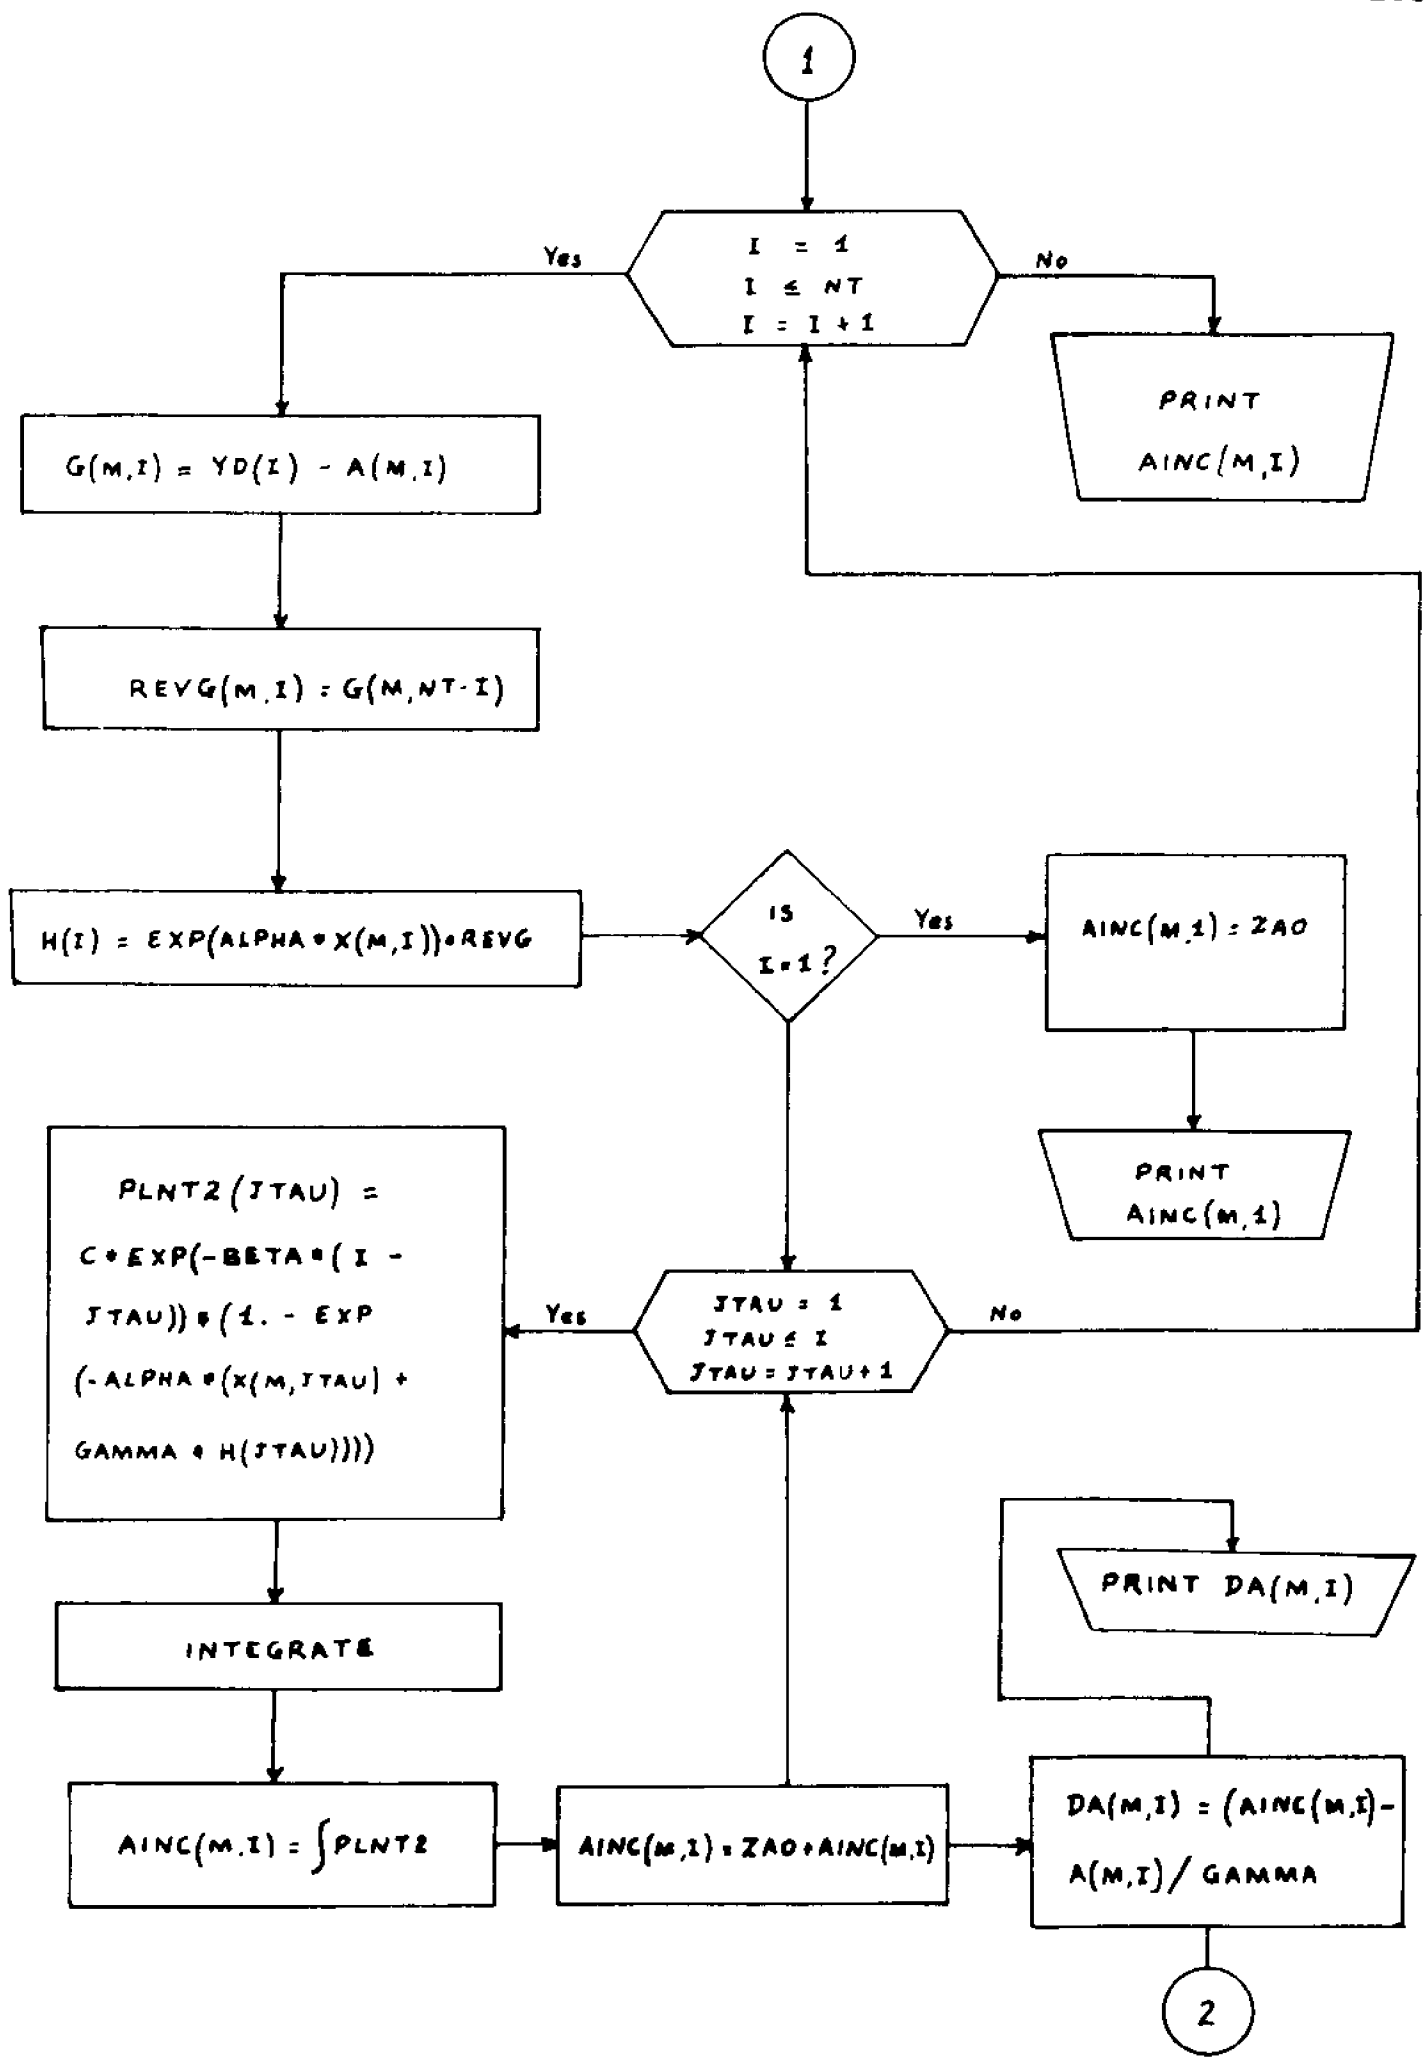 1
I = 1
I ≤ NT
I = I + 1
Yes
No
PRINT
AINC(M,I)
G(M,I) = YD(I) - A(M,I)
REVG(M,I) = G(M,NT-I)
H(I) = EXP(ALPHA * X(M,I)) * REVG
IS
I = 1?
Yes
AINC(M,1) = ZAO
PRINT
AINC(M,1)
PLNT2(JTAU) =
C * EXP(-BETA * (I -
JTAU)) * (1. - EXP
(-ALPHA * (X(M,JTAU) +
GAMMA * H(JTAU))))
Yes
JTAU = 1
JTAU ≤ I
JTAU = JTAU + 1
No
PRINT DA(M,I)
INTEGRATE
AINC(M,I) = ∫PLNT2
AINC(M,I) = ZAO + AINC(M,I)
DA(M,I) = (AINC(M,I) -
A(M,I) / GAMMA
2